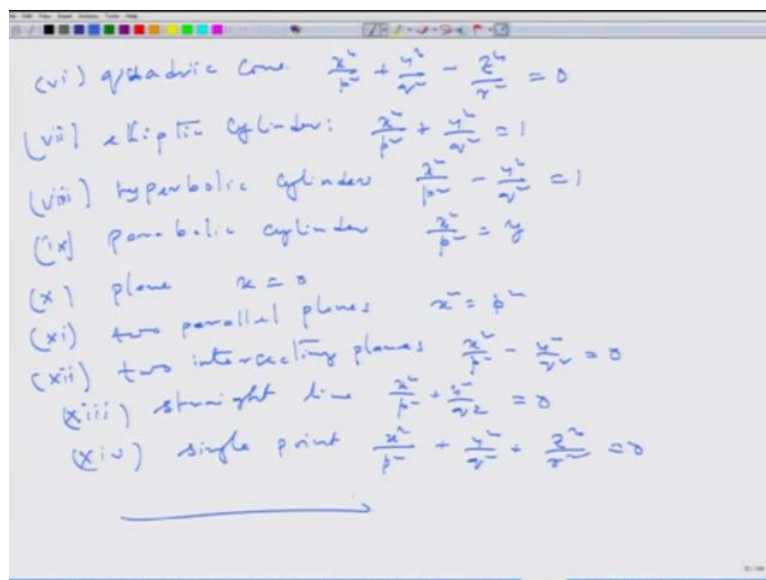 (vi) quadric cone x²/p² + y²/q² - z²/r² = 0
(vii) elliptic cylinder: x²/p² + y²/q² = 1
(viii) hyperbolic cylinder x²/p² - y²/q² = 1
(ix) parabolic cylinder x²/p² = y
(x) plane x = 0
(xi) two parallel planes x² = p²
(xii) two intersecting planes x²/p² - y²/q² = 0
(xiii) straight line x²/p² + y²/q² = 0
(xiv) single point x²/p² + y²/q² + z²/r² = 0